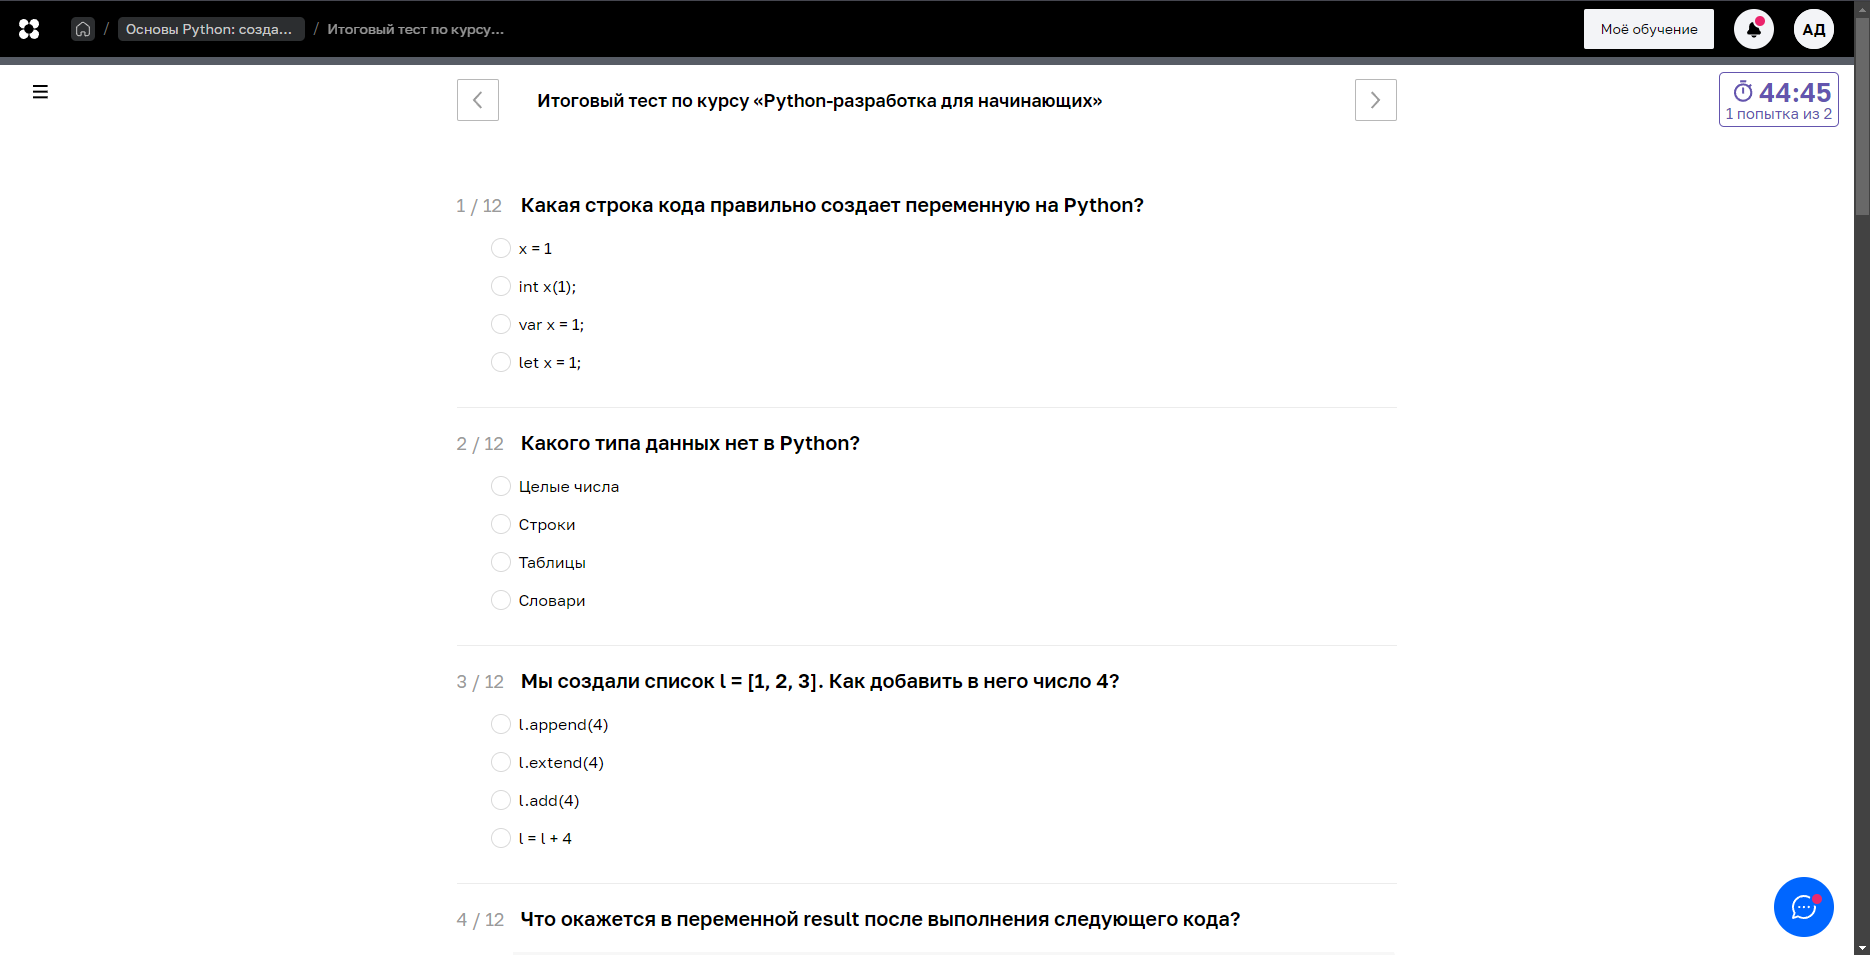 Основы Python: созда... / Итоговый тест по курсу...
Моё обучение
АД
Итоговый тест по курсу «Python-разработка для начинающих»
44:45
1 попытка из 2
1 / 12 Какая строка кода правильно создает переменную на Python?
x = 1
int x(1);
var x = 1;
let x = 1;
2 / 12 Какого типа данных нет в Python?
Целые числа
Строки
Таблицы
Словари
3 / 12 Мы создали список l = [1, 2, 3]. Как добавить в него число 4?
l.append(4)
l.extend(4)
l.add(4)
l = l + 4
4 / 12 Что окажется в переменной result после выполнения следующего кода?